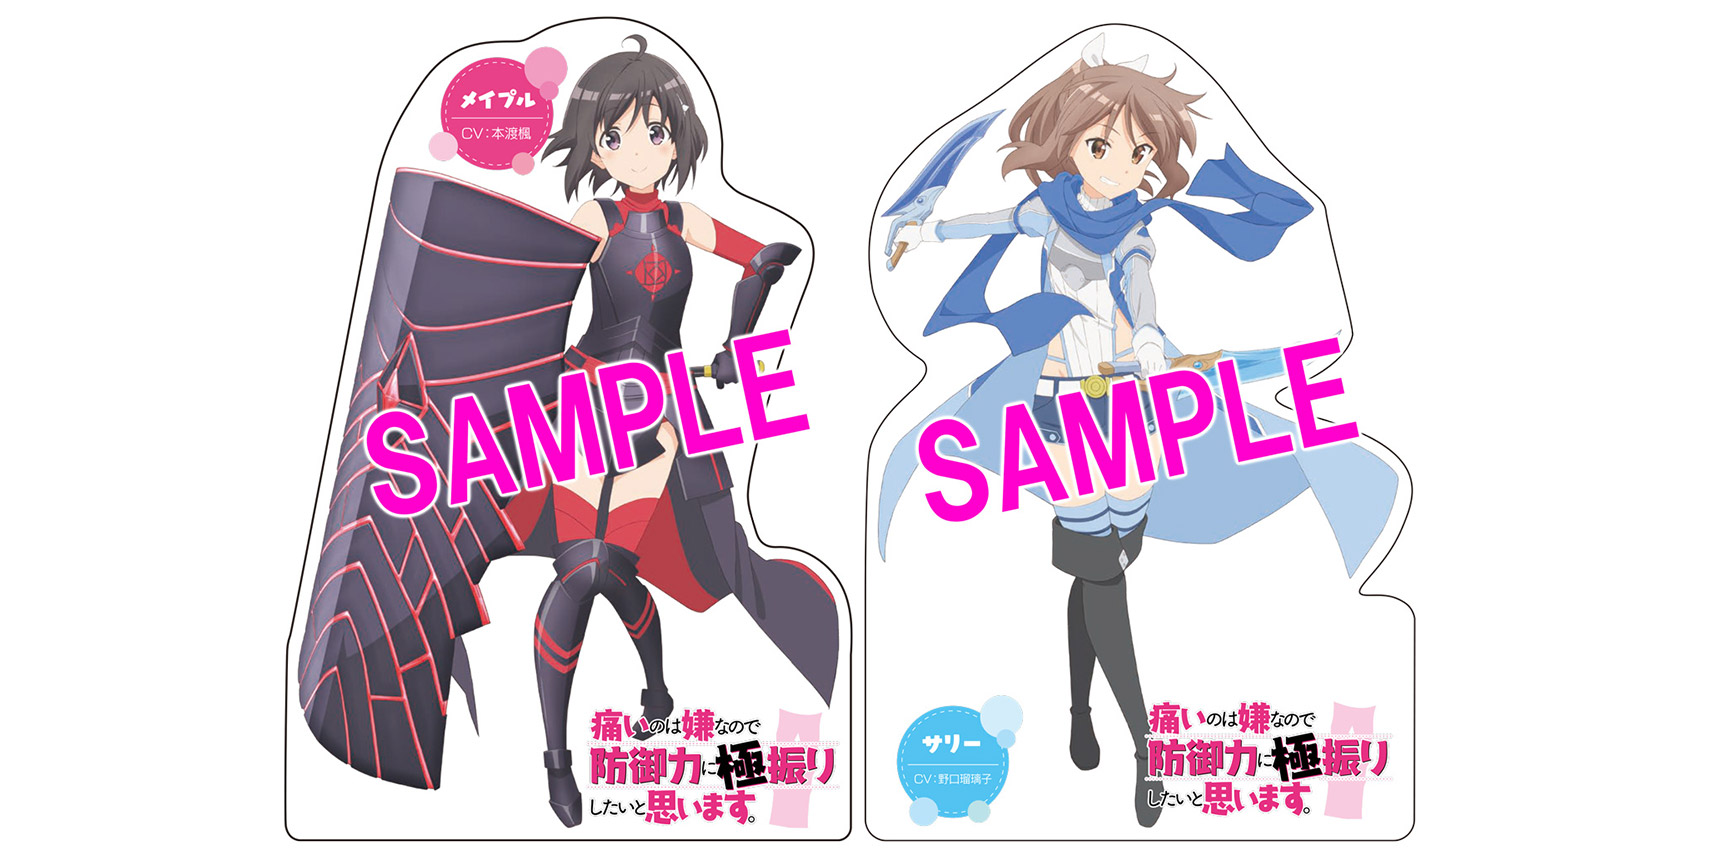 メイプル
CV：本渡楓
SAMPLE
痛いのは嫌なので
防御力に極振り
したいと思います。
SAMPLE
サリー
CV：野口瑠璃子
痛いのは嫌なので
防御力に極振り
したいと思います。